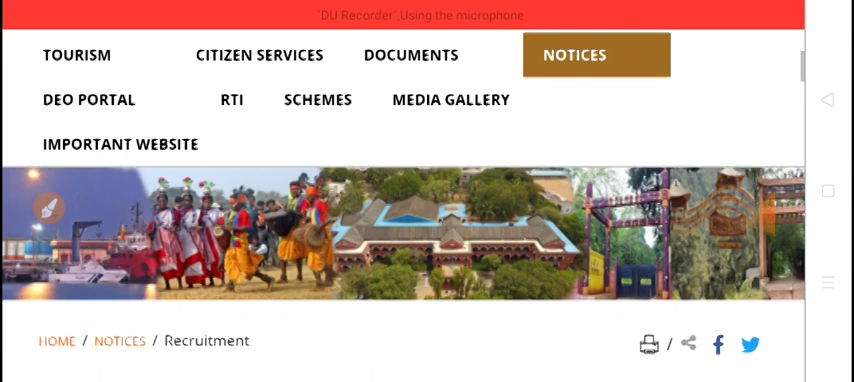 "DU Recorder",Using the microphone
TOURISM CITIZEN SERVICES DOCUMENTS NOTICES
DEO PORTAL RTI SCHEMES MEDIA GALLERY
IMPORTANT WEBSITE
HOME / NOTICES / Recruitment /